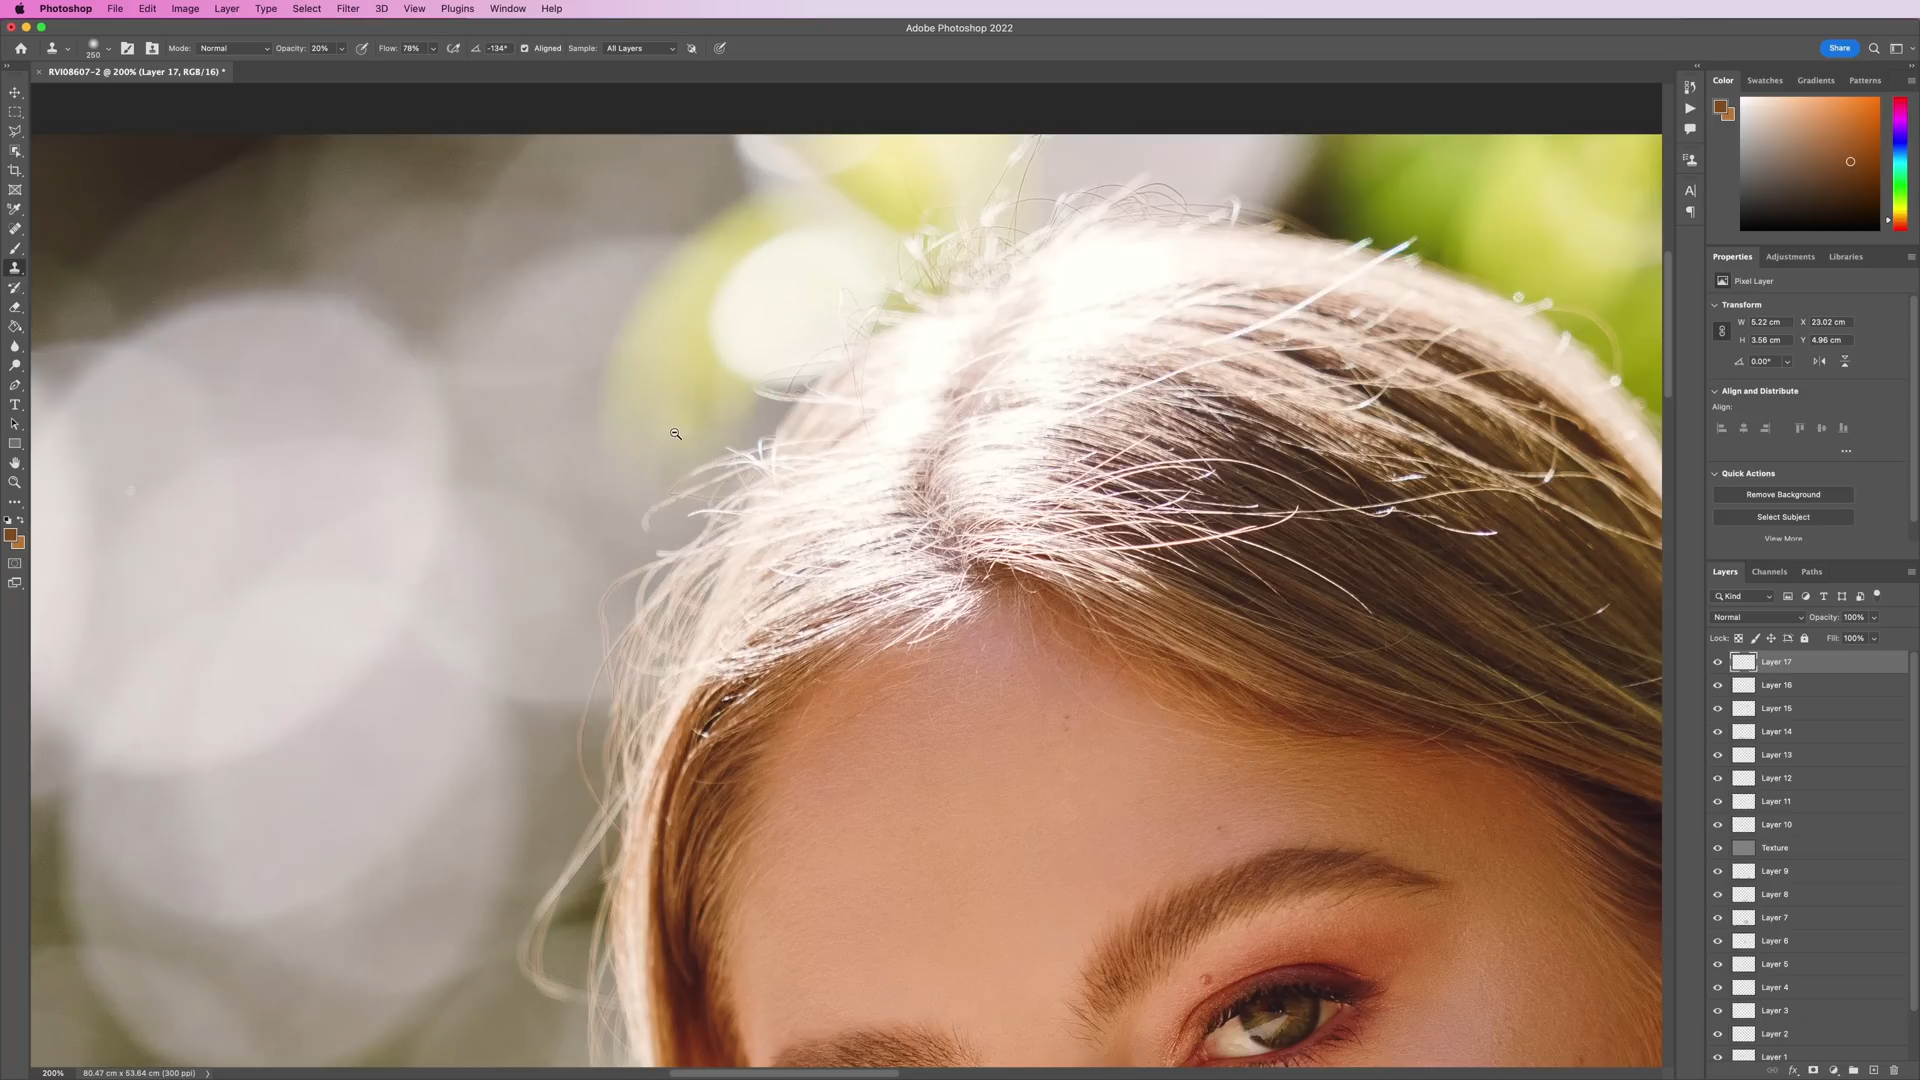 Photoshop File Edit Image Layer Type Select Filter 3D View Plugins Window Help
Adobe Photoshop 2022
250 Mode: Normal Opacity: 20% Flow: 78% -134° Aligned Sample: All Layers Share
× RVI08607-2 @ 200% (Layer 17, RGB/16) *
Color Swatches Gradients Patterns
Properties Adjustments Libraries
Pixel Layer
Transform
W 5.22 cm X 23.02 cm
H 3.56 cm Y 4.96 cm
0.00°
Align and Distribute
Align:
Quick Actions
Remove Background
Select Subject
View More
Layers Channels Paths
Kind
Normal Opacity: 100%
Lock: Fill: 100%
Layer 17
Layer 16
Layer 15
Layer 14
Layer 13
Layer 12
Layer 11
Layer 10
Texture
Layer 9
Layer 8
Layer 7
Layer 6
Layer 5
Layer 4
Layer 3
Layer 2
Layer 1
200% 80.47 cm x 53.64 cm (300 ppi)